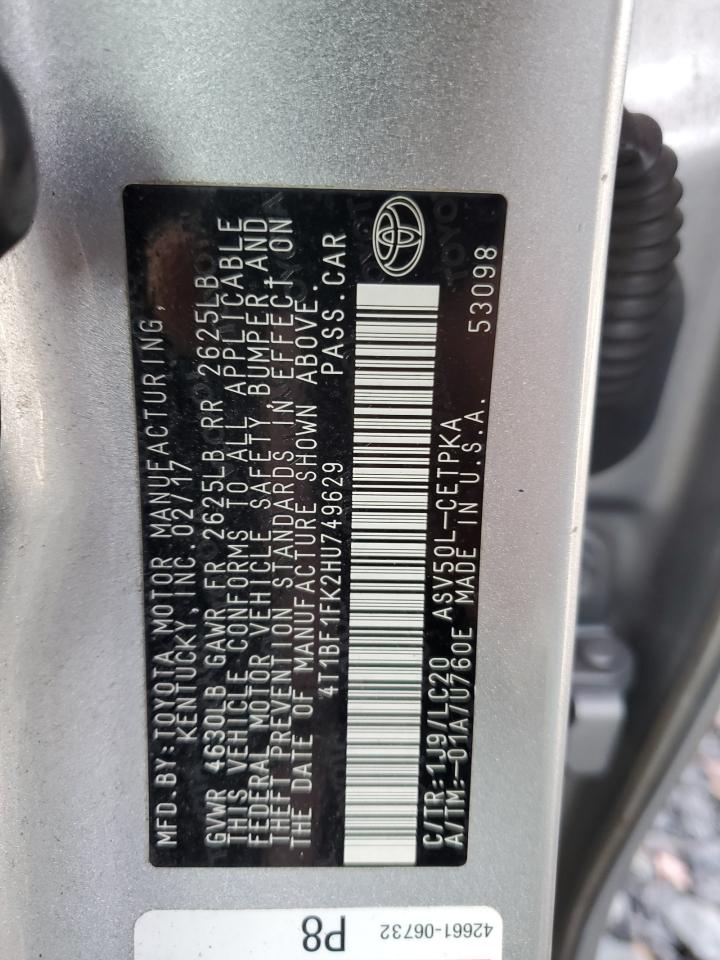 MFD.BY:TOYOTA MOTOR MANUFACTURING,
KENTUCKY,INC. 02/17
GVWR 4630LB GAWR FR 2625LB RR 2625LB
THIS VEHICLE CONFORMS TO ALL APPLICABLE
FEDERAL MOTOR VEHICLE SAFETY,BUMPER,AND
THEFT PREVENTION STANDARDS IN EFFECT ON
THE DATE OF MANUFACTURE SHOWN ABOVE.
4T1BF1FK2HU749629 PASS.CAR
C/TR:1J9/LC20 ASV50L-CETPKA 53098
A/TM:-01A/U760E MADE IN U.S.A.
P8
42661-06732